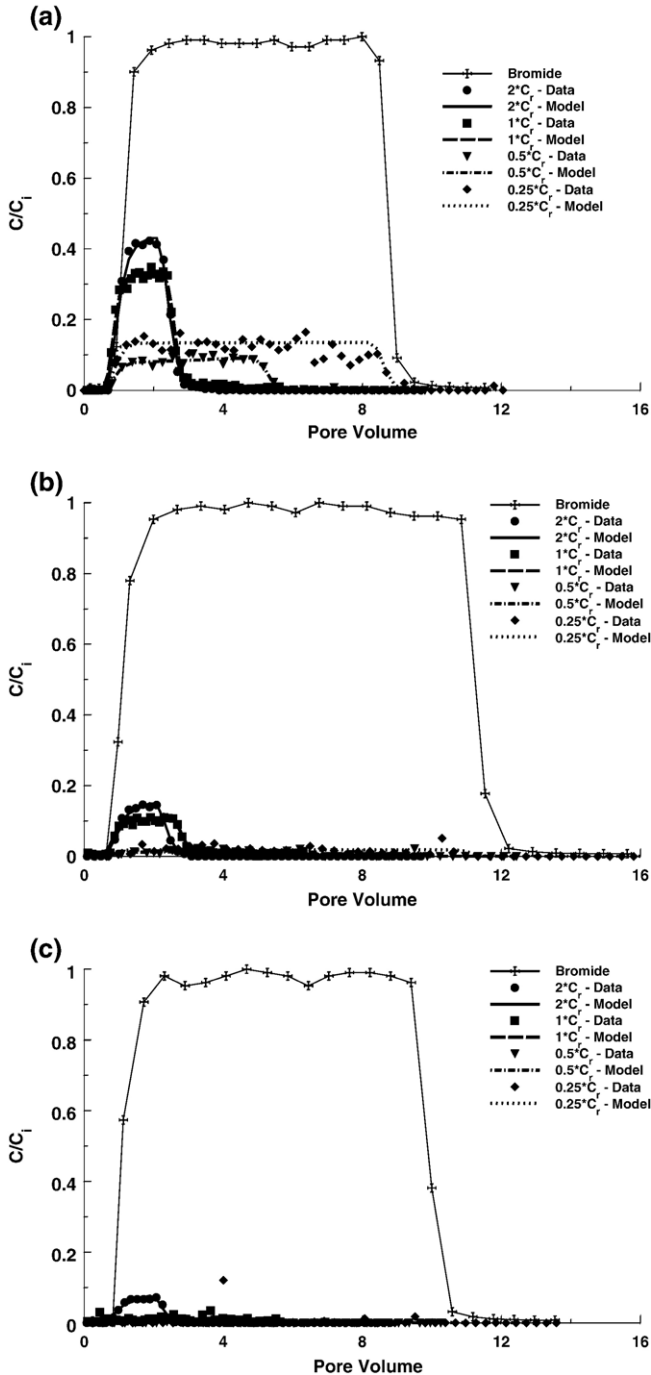 (a)
1
0.8
0.6
0.4
0.2
0
C/Ci
Bromide
2*Cr - Data
2*Cr - Model
1*Cr - Data
1*Cr - Model
0.5*Cr - Data
0.5*Cr - Model
0.25*Cr - Data
0.25*Cr - Model
0 4 8 12 16
Pore Volume
(b)
1
0.8
0.6
0.4
0.2
0
C/Ci
Bromide
2*Cr - Data
2*Cr - Model
1*Cr - Data
1*Cr - Model
0.5*Cr - Data
0.5*Cr - Model
0.25*Cr - Data
0.25*Cr - Model
0 4 8 12 16
Pore Volume
(c)
1
0.8
0.6
0.4
0.2
0
C/Ci
Bromide
2*Cr - Data
2*Cr - Model
1*Cr - Data
1*Cr - Model
0.5*Cr - Data
0.5*Cr - Model
0.25*Cr - Data
0.25*Cr - Model
0 4 8 12 16
Pore Volume